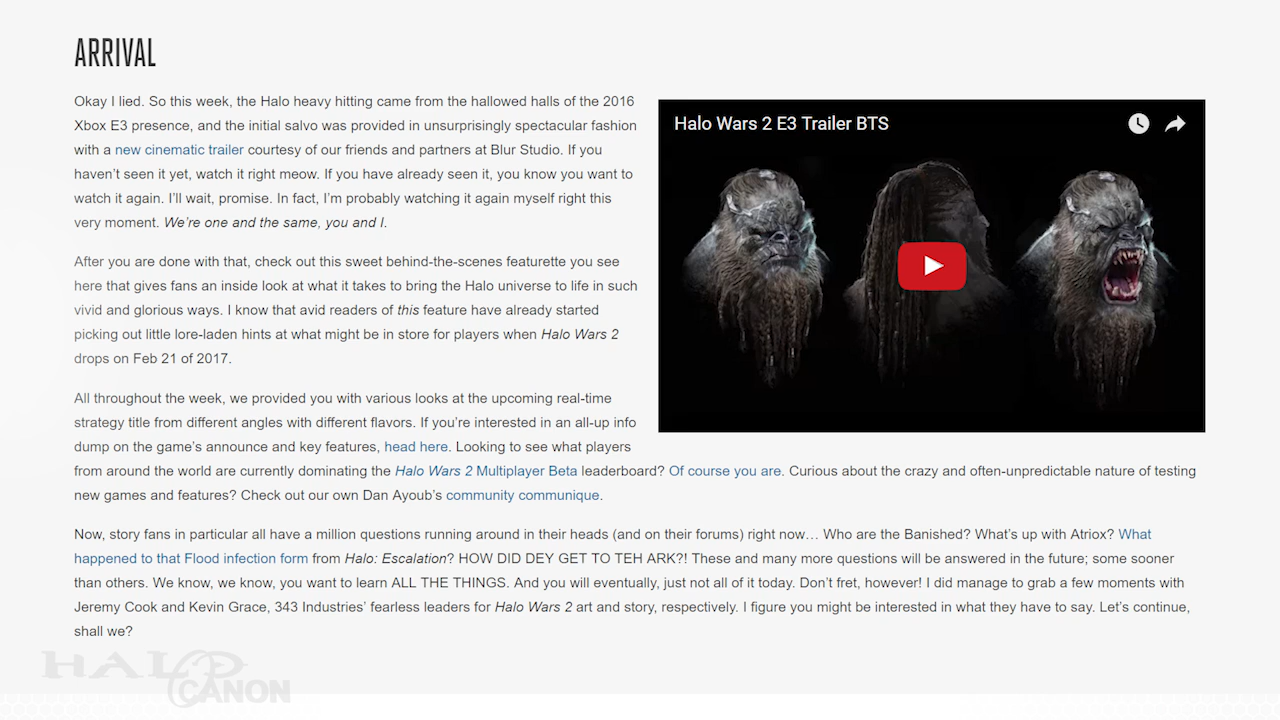 ARRIVAL
Okay I lied. So this week, the Halo heavy hitting came from the hallowed halls of the 2016
Xbox E3 presence, and the initial salvo was provided in unsurprisingly spectacular fashion
with a new cinematic trailer courtesy of our friends and partners at Blur Studio. If you
haven't seen it yet, watch it right meow. If you have already seen it, you know you want to
watch it again. I'll wait, promise. In fact, I'm probably watching it again myself right this
very moment. We're one and the same, you and I.
Halo Wars 2 E3 Trailer BTS
After you are done with that, check out this sweet behind-the-scenes featurette you see
here that gives fans an inside look at what it takes to bring the Halo universe to life in such
vivid and glorious ways. I know that avid readers of this feature have already started
picking out little lore-laden hints at what might be in store for players when Halo Wars 2
drops on Feb 21 of 2017.
All throughout the week, we provided you with various looks at the upcoming real-time
strategy title from different angles with different flavors. If you're interested in an all-up info
dump on the game's announce and key features, head here. Looking to see what players
from around the world are currently dominating the Halo Wars 2 Multiplayer Beta leaderboard? Of course you are. Curious about the crazy and often-unpredictable nature of testing
new games and features? Check out our own Dan Ayoub's community communique.
Now, story fans in particular all have a million questions running around in their heads (and on their forums) right now… Who are the Banished? What's up with Atriox? What
happened to that Flood infection form from Halo: Escalation? HOW DID DEY GET TO TEH ARK?! These and many more questions will be answered in the future; some sooner
than others. We know, we know, you want to learn ALL THE THINGS. And you will eventually, just not all of it today. Don't fret, however! I did manage to grab a few moments with
Jeremy Cook and Kevin Grace, 343 Industries' fearless leaders for Halo Wars 2 art and story, respectively. I figure you might be interested in what they have to say. Let's continue,
shall we?
HALO
CANON